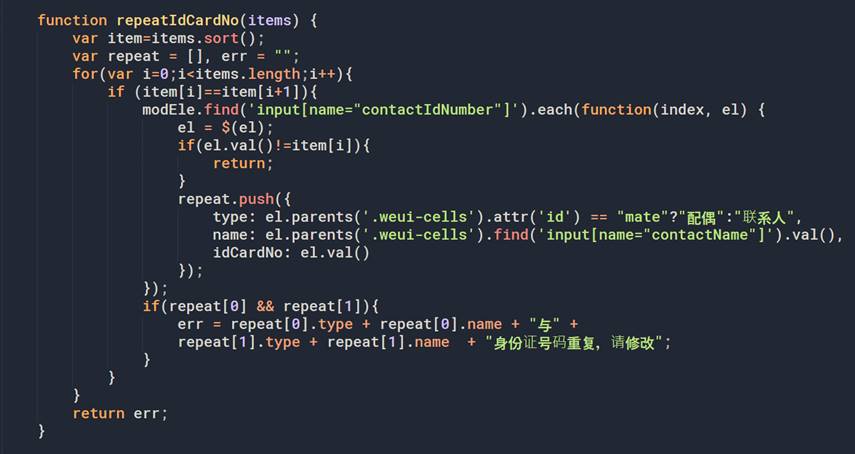 function repeatIdCardNo(items) {
    var item=items.sort();
    var repeat = [], err = "";
    for(var i=0;i<items.length;i++){
        if (item[i]==item[i+1]){
            modEle.find('input[name="contactIdNumber"]').each(function(index, el) {
                el = $(el);
                if(el.val()!=item[i]){
                    return;
                }
                repeat.push({
                    type: el.parents('.weui-cells').attr('id') == "mate"?"配偶":"联系人",
                    name: el.parents('.weui-cells').find('input[name="contactName"]').val(),
                    idCardNo: el.val()
                });
            });
            if(repeat[0] && repeat[1]){
                err = repeat[0].type + repeat[0].name + "与" +
                repeat[1].type + repeat[1].name  + "身份证号码重复，请修改";
            }
        }
    }
    return err;
}